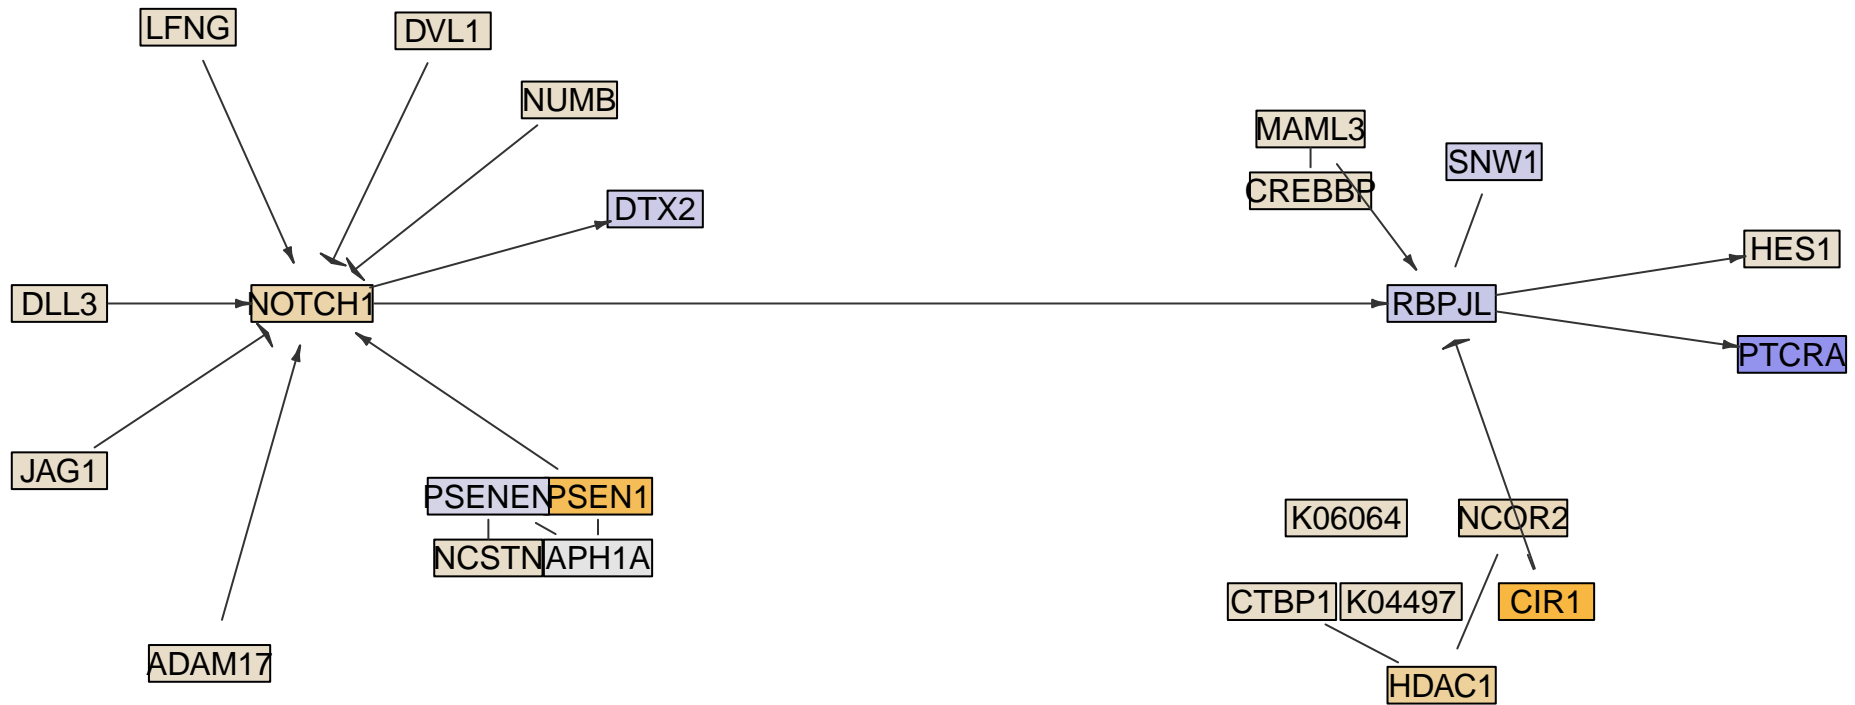 LFNG
DVL1
NUMB
MAML3
SNW1
CREBBP
DTX2
HES1
DLL3
NOTCH1
RBPJL
PTCRA
JAG1
PSENEN
PSEN1
K06064
NCOR2
NCSTN
APH1A
CTBP1
K04497
CIR1
ADAM17
HDAC1